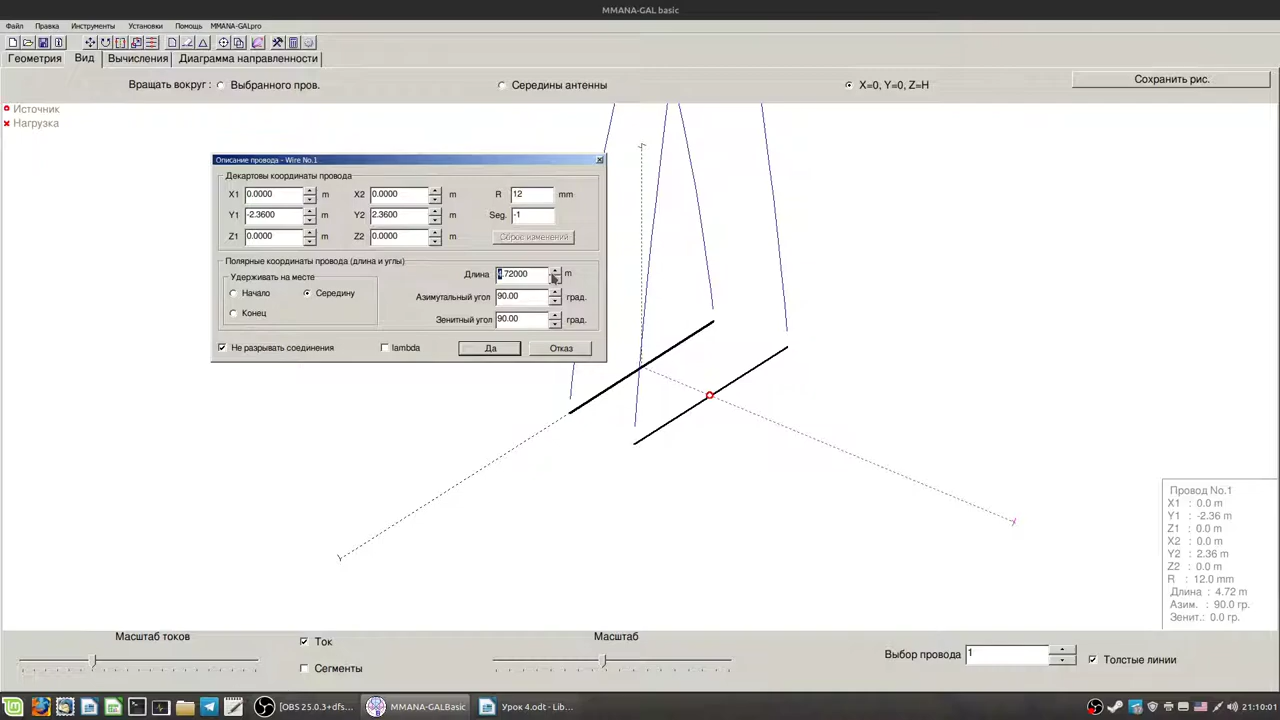 MMANA-GAL basic
Файл Правка Инструменты Установки Помощь MMANA-GALpro
Геометрия Вид Вычисления Диаграмма направленности
Вращать вокруг : Выбранного пров. Середины антенны X=0, Y=0, Z=H Сохранить рис.
Источник
Нагрузка
Описание провода - Wire No.1
Декартовы координаты провода
X1 0.0000 m X2 0.0000 m R 12 mm
Y1 -2.3600 m Y2 2.3600 m Seg. -1
Z1 0.0000 m Z2 0.0000 m Сброс изменений
Полярные координаты провода (длина и углы)
Удерживать на месте
Начало Середину
Конец
Длина 4.72000 m
Азимутальный угол 90.00 град.
Зенитный угол 90.00 град.
Не разрывать соединения lambda Да Отказ
Y
X
Провод No.1
X1 : 0.0 m
Y1 : -2.36 m
Z1 : 0.0 m
X2 : 0.0 m
Y2 : 2.36 m
Z2 : 0.0 m
R : 12.0 mm
Длина : 4.72 m
Азим. : 90.0 гр.
Зенит.: 0.0 гр.
Масштаб токов Ток Масштаб
Сегменты
Выбор провода 1 Толстые линии
[OBS 25.0.3+dfs... MMANA-GALBasic Урок 4.odt - Lib... 21:10:01